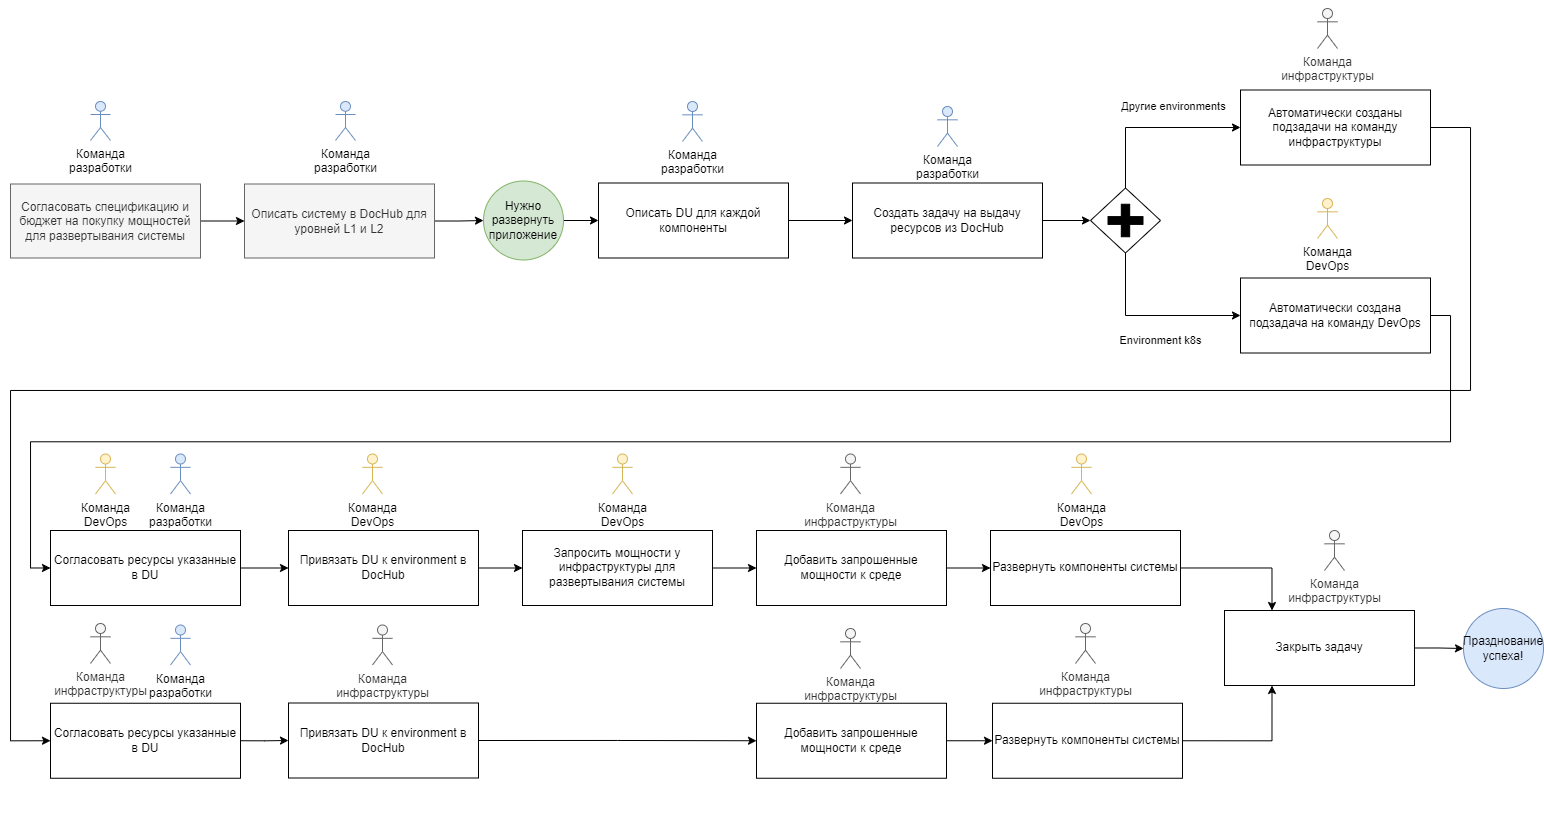 Команда
инфраструктуры
Команда
разработки
Команда
разработки
Команда
разработки
Команда
разработки
Другие environments
Автоматически созданы
подзадачи на команду
инфраструктуры
Согласовать спецификацию и
бюджет на покупку мощностей
для развертывания системы
Описать систему в DocHub для
уровней L1 и L2
Нужно
развернуть
приложение
Описать DU для каждой
компоненты
Создать задачу на выдачу
ресурсов из DocHub
Команда
DevOps
Автоматически создана
подзадача на команду DevOps
Environment k8s
Команда
DevOps
Команда
разработки
Команда
DevOps
Команда
DevOps
Команда
инфраструктуры
Команда
DevOps
Согласовать ресурсы указанные
в DU
Привязать DU к environment в
DocHub
Запросить мощности у
инфраструктуры для
развертывания системы
Добавить запрошенные
мощности к среде
Развернуть компоненты системы
Команда
инфраструктуры
Закрыть задачу
Празднование
успеха!
Команда
инфраструктуры
Команда
разработки
Команда
инфраструктуры
Команда
инфраструктуры
Команда
инфраструктуры
Согласовать ресурсы указанные
в DU
Привязать DU к environment в
DocHub
Добавить запрошенные
мощности к среде
Развернуть компоненты системы